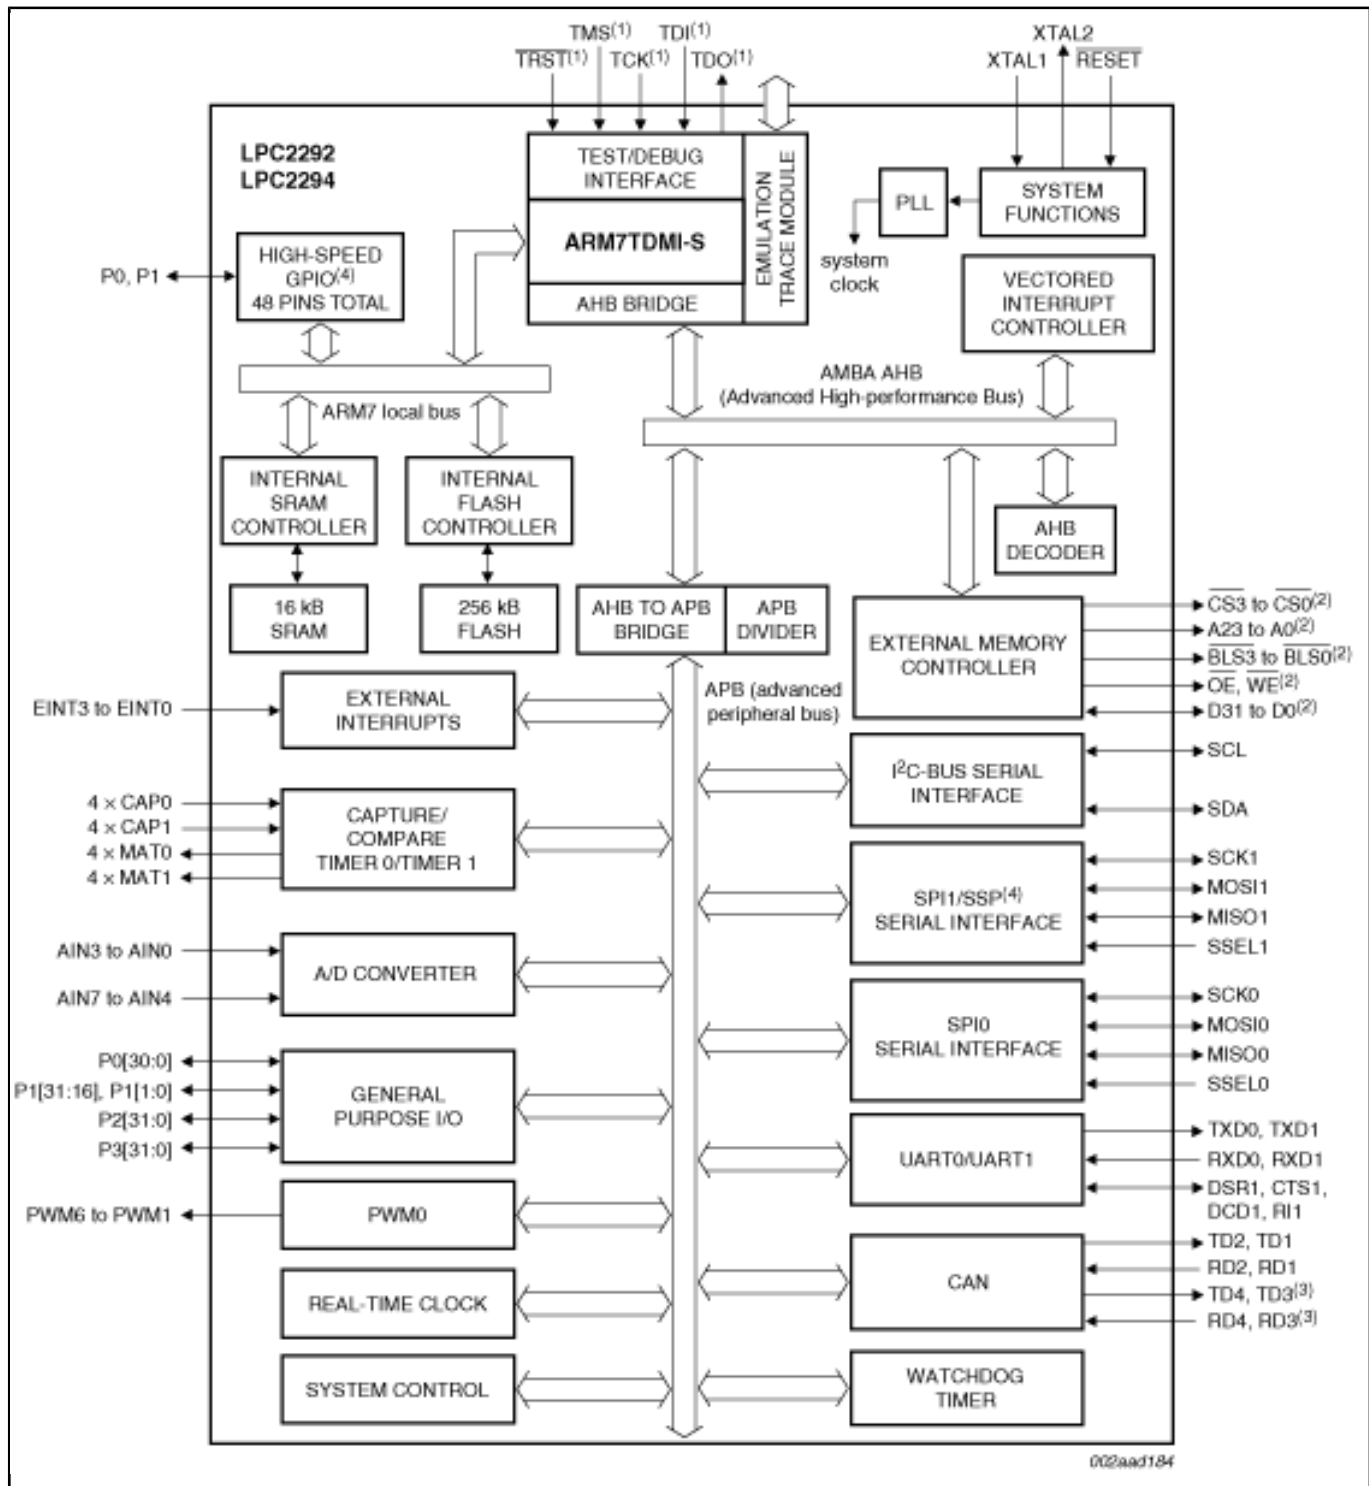 TMS(1) TDI(1)
TRST(1) TCK(1) TDO(1)
XTAL2
XTAL1 RESET
LPC2292
LPC2294
TEST/DEBUG
INTERFACE
ARM7TDMI-S
AHB BRIDGE
EMULATION
TRACE MODULE
PLL
SYSTEM
FUNCTIONS
system
clock
P0, P1
HIGH-SPEED
GPIO(4)
48 PINS TOTAL
VECTORED
INTERRUPT
CONTROLLER
ARM7 local bus
AMBA AHB
(Advanced High-performance Bus)
INTERNAL
SRAM
CONTROLLER
INTERNAL
FLASH
CONTROLLER
AHB
DECODER
16 kB
SRAM
256 kB
FLASH
AHB TO APB
BRIDGE
APB
DIVIDER
EXTERNAL MEMORY
CONTROLLER
CS3 to CS0(2)
A23 to A0(2)
BLS3 to BLS0(2)
OE, WE(2)
D31 to D0(2)
APB (advanced
peripheral bus)
EINT3 to EINT0
EXTERNAL
INTERRUPTS
I2C-BUS SERIAL
INTERFACE
SCL
SDA
4 × CAP0
4 × CAP1
4 × MAT0
4 × MAT1
CAPTURE/
COMPARE
TIMER 0/TIMER 1
SPI1/SSP(4)
SERIAL INTERFACE
SCK1
MOSI1
MISO1
SSEL1
AIN3 to AIN0
AIN7 to AIN4
A/D CONVERTER
SPI0
SERIAL INTERFACE
SCK0
MOSI0
MISO0
SSEL0
P0[30:0]
P1[31:16], P1[1:0]
P2[31:0]
P3[31:0]
GENERAL
PURPOSE I/O
UART0/UART1
TXD0, TXD1
RXD0, RXD1
DSR1, CTS1,
DCD1, RI1
PWM6 to PWM1
PWM0
CAN
TD2, TD1
RD2, RD1
TD4, TD3(3)
RD4, RD3(3)
REAL-TIME CLOCK
SYSTEM CONTROL
WATCHDOG
TIMER
002aad184